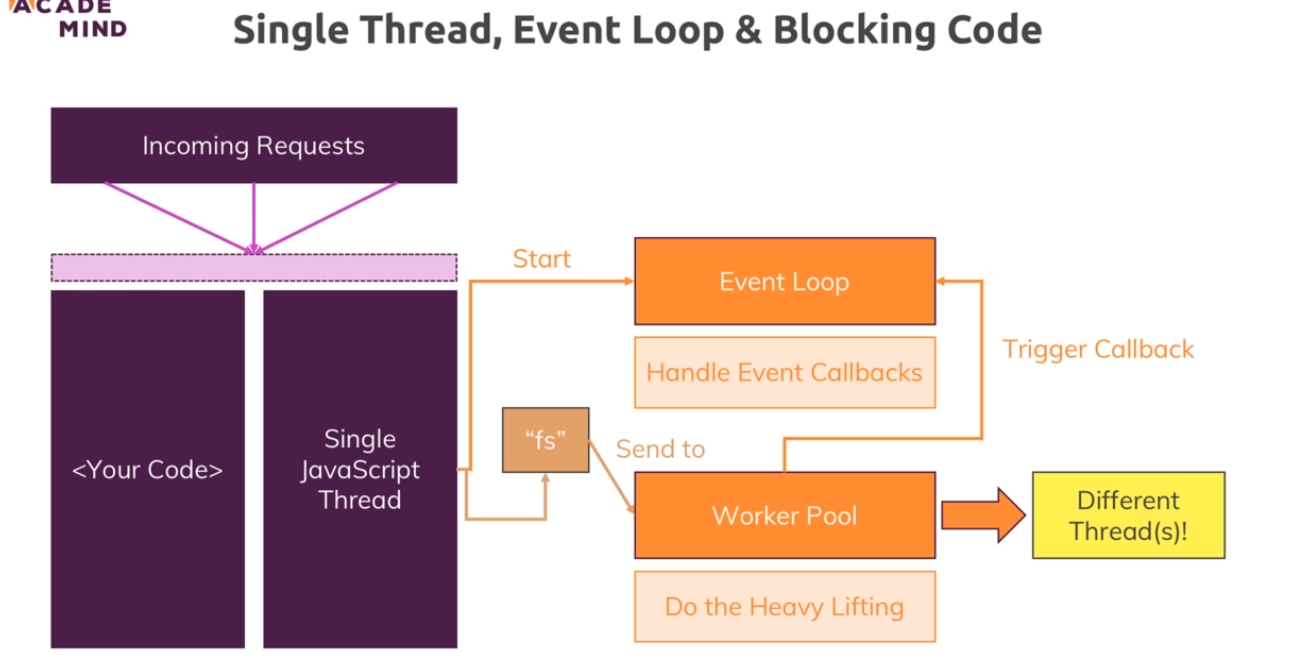 ACADE
MIND
Single Thread, Event Loop & Blocking Code
Incoming Requests
Start
Event Loop
Handle Event Callbacks
Trigger Callback
<Your Code>
Single
JavaScript
Thread
“fs”
Send to
Worker Pool
Different
Thread(s)!
Do the Heavy Lifting